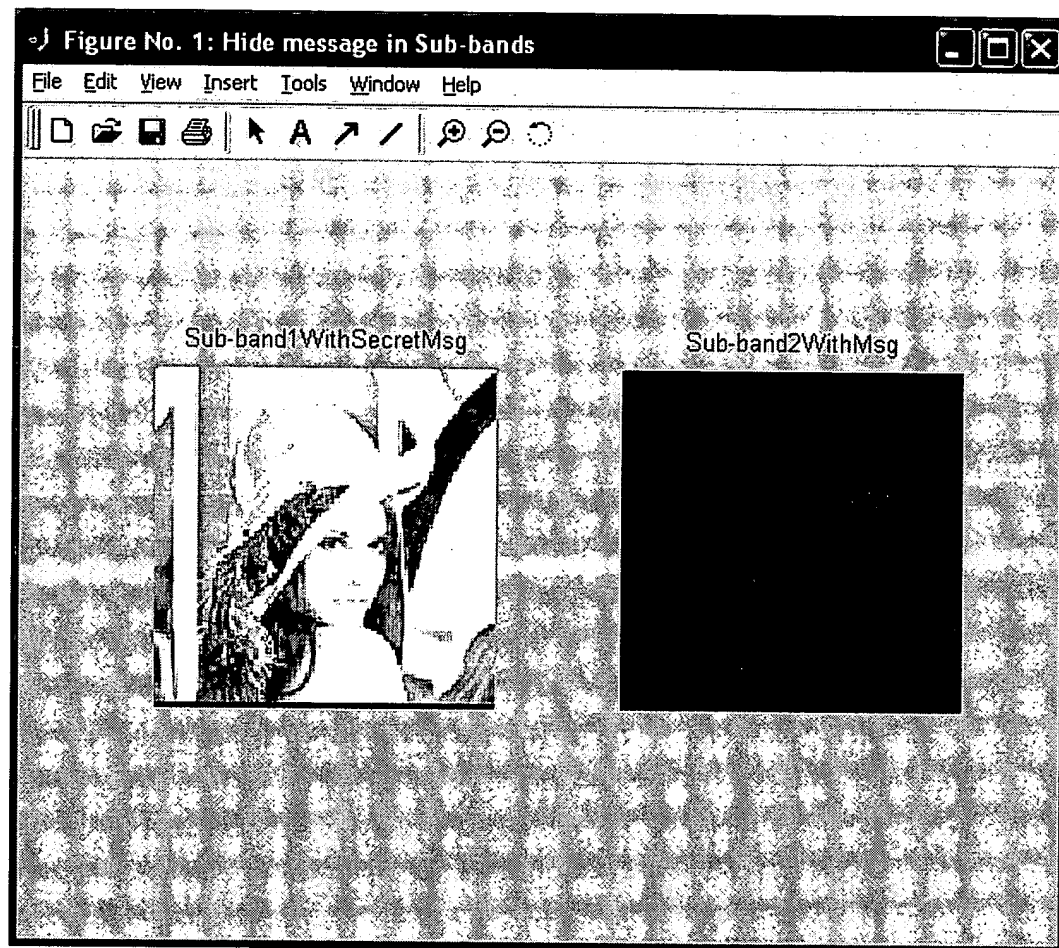 Figure No. 1: Hide message in Sub-bands
File Edit View Insert Tools Window Help
A
Sub-band1WithSecretMsg
Sub-band2WithMsg